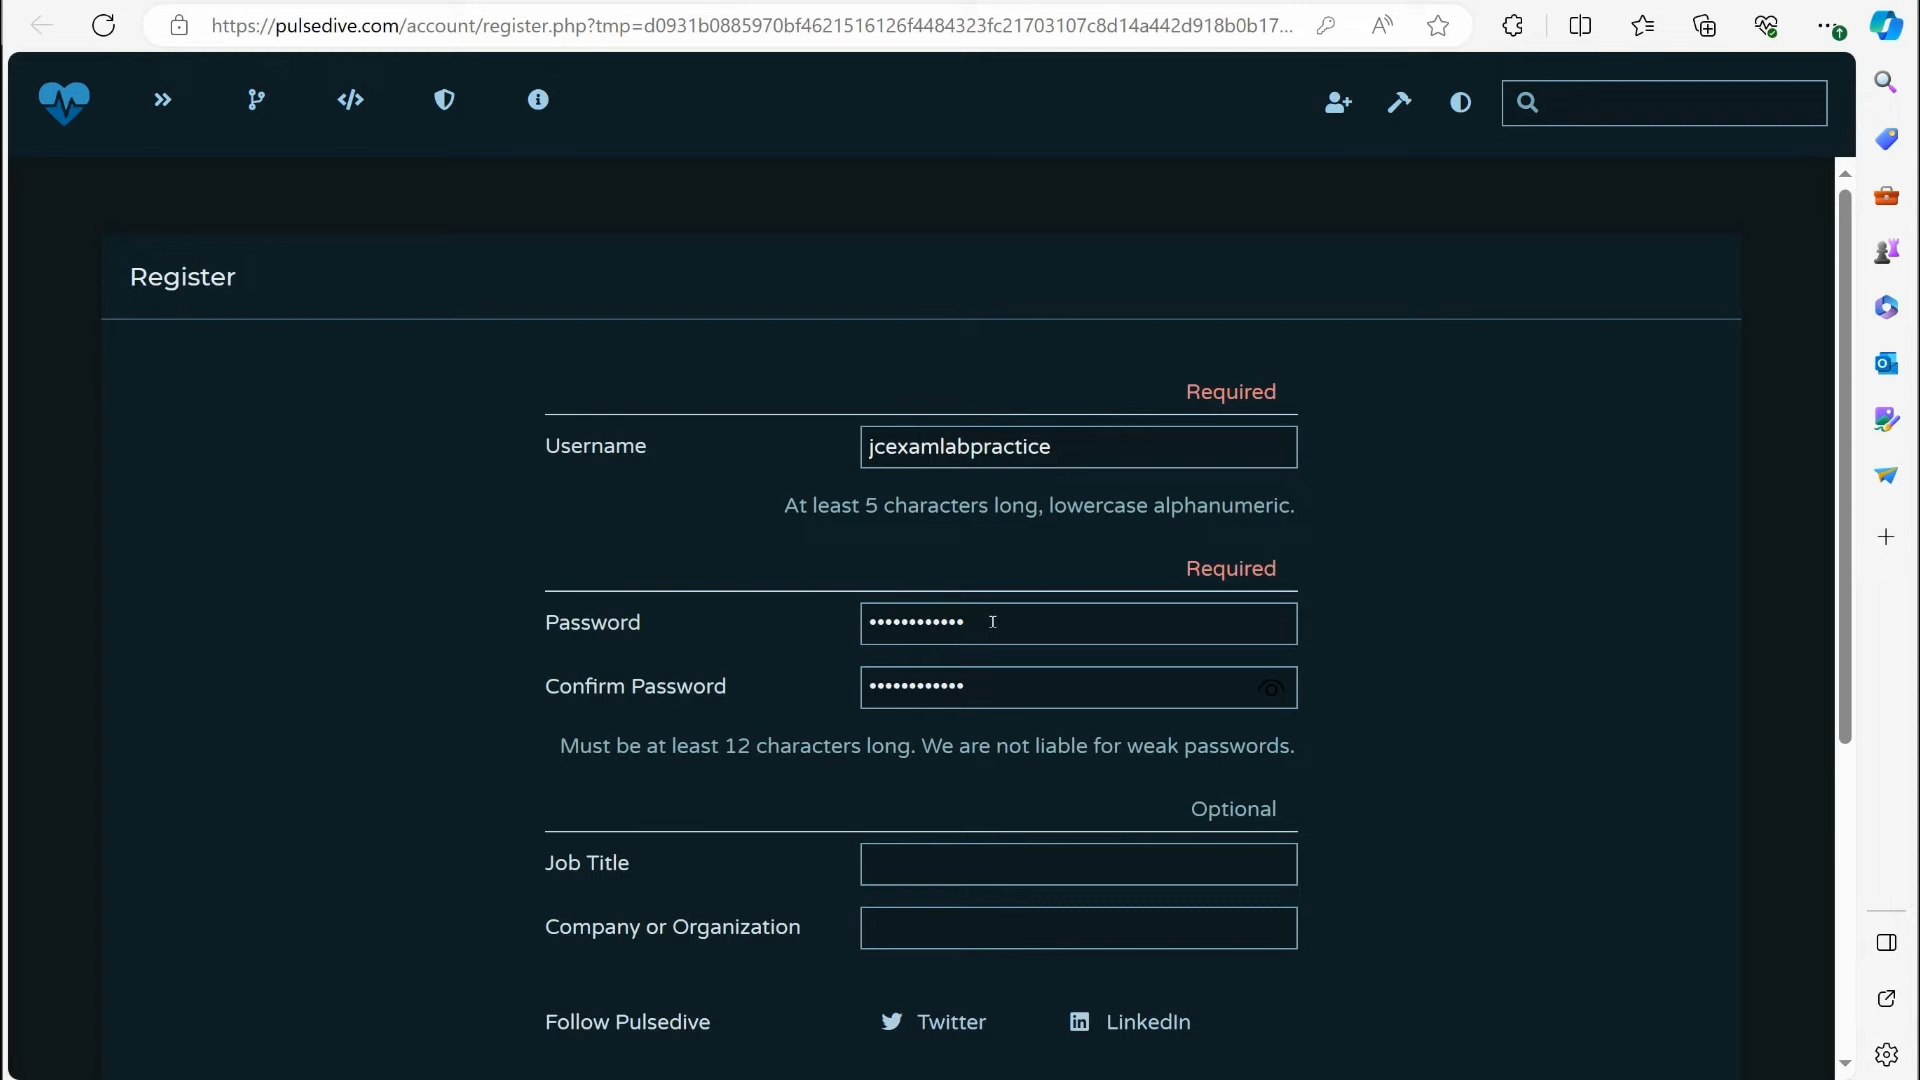 https://pulsedive.com/account/register.php?tmp=d0931b0885970bf4621516126f4484323fc21703107c8d14a442d918b0b17...
Register
Required
Username
jcexamlabpractice
At least 5 characters long, lowercase alphanumeric.
Required
Password
••••••••••••
Confirm Password
••••••••••••
Must be at least 12 characters long. We are not liable for weak passwords.
Optional
Job Title
Company or Organization
Follow Pulsedive Twitter LinkedIn